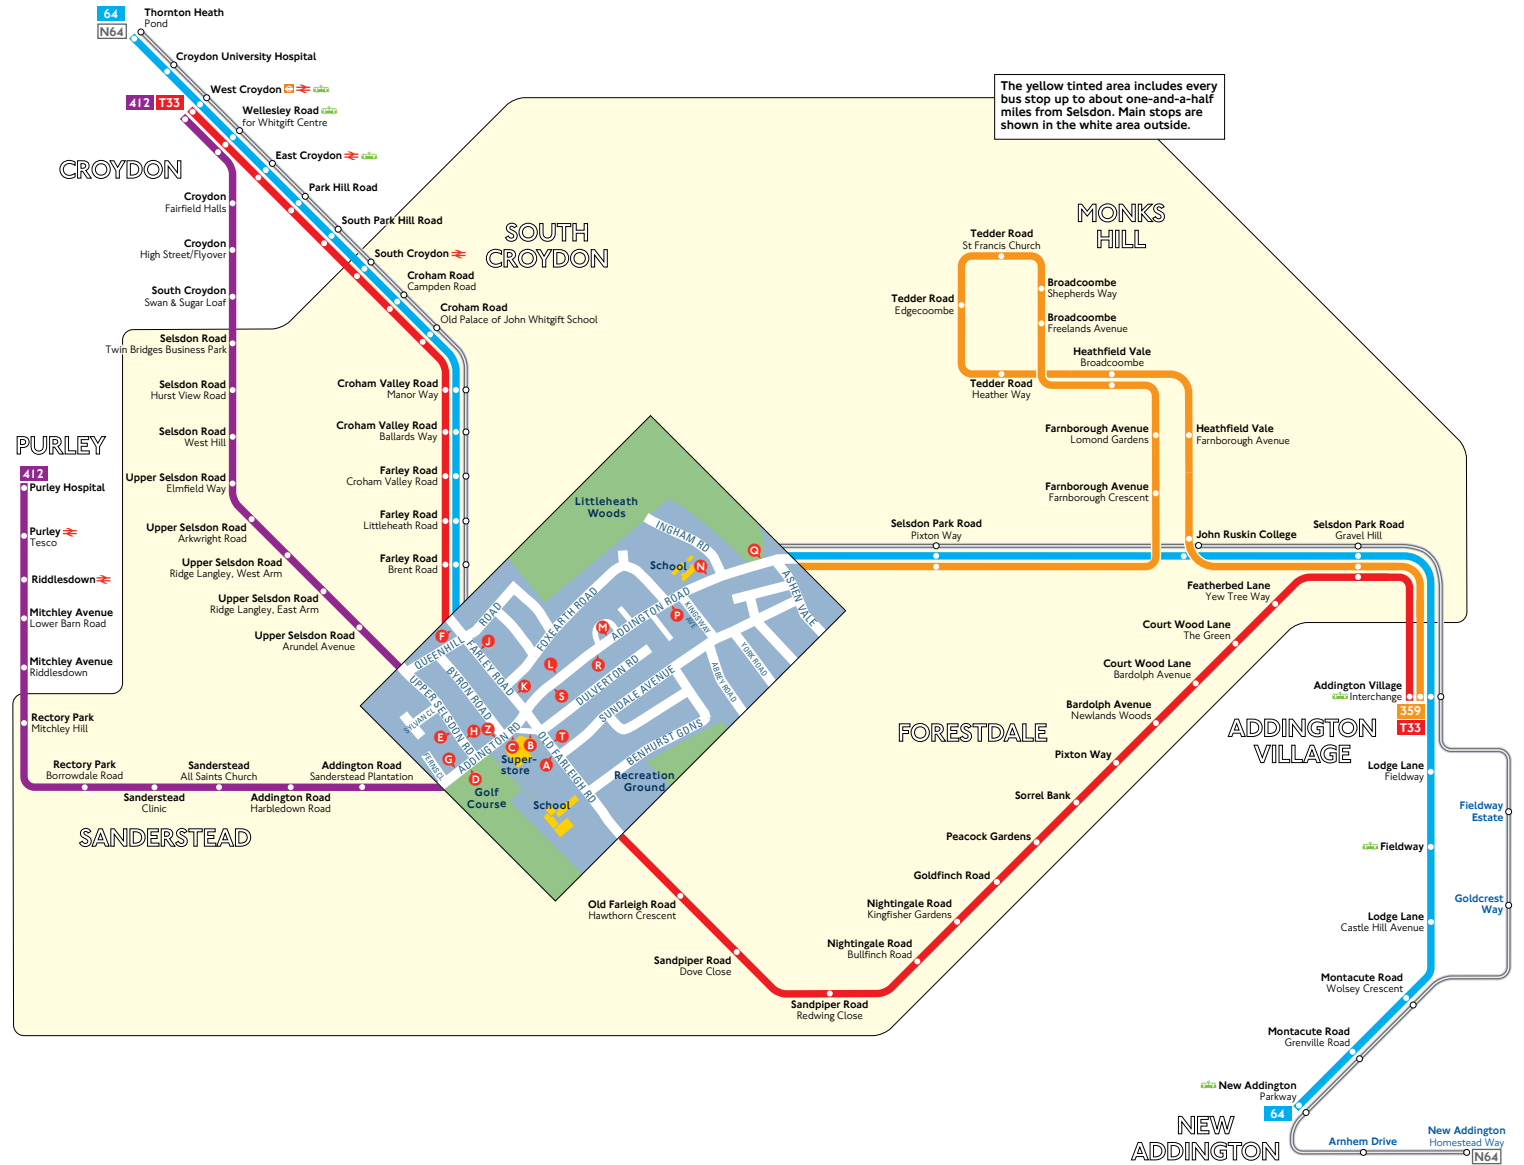 64
N64
Thornton Heath
Pond
Croydon University Hospital
West Croydon
Wellesley Road
for Whitgift Centre
412
T33
East Croydon
CROYDON
Park Hill Road
South Park Hill Road
South Croydon
Croham Road
Campden Road
Croham Road
Old Palace of John Whitgift School
SOUTH
CROYDON
The yellow tinted area includes every
bus stop up to about one-and-a-half
miles from Selsdon. Main stops are
shown in the white area outside.
Croydon
Fairfield Halls
Croydon
High Street/Flyover
South Croydon
Swan & Sugar Loaf
Selsdon Road
Twin Bridges Business Park
Selsdon Road
Hurst View Road
Selsdon Road
West Hill
Upper Selsdon Road
Elmfield Way
Upper Selsdon Road
Arkwright Road
Upper Selsdon Road
Ridge Langley, West Arm
Upper Selsdon Road
Ridge Langley, East Arm
Upper Selsdon Road
Arundel Avenue
Croham Valley Road
Manor Way
Croham Valley Road
Ballards Way
Farley Road
Croham Valley Road
Farley Road
Littleheath Road
Farley Road
Brent Road
PURLEY
412
Purley Hospital
Purley
Tesco
Riddlesdown
Mitchley Avenue
Lower Barn Road
Mitchley Avenue
Riddlesdown
Rectory Park
Mitchley Hill
Rectory Park
Borrowdale Road
Sanderstead
Clinic
Sanderstead
All Saints Church
Addington Road
Harbledown Road
Addington Road
Sanderstead Plantation
SANDERSTEAD
MONKS
HILL
Tedder Road
St Francis Church
Tedder Road
Edgecoombe
Tedder Road
Heather Way
Broadcoombe
Shepherds Way
Broadcoombe
Freelands Avenue
Heathfield Vale
Broadcoombe
Farnborough Avenue
Lomond Gardens
Heathfield Vale
Farnborough Avenue
Farnborough Avenue
Farnborough Crescent
Selsdon Park Road
Pixton Way
John Ruskin College
Selsdon Park Road
Gravel Hill
Featherbed Lane
Yew Tree Way
Court Wood Lane
The Green
Court Wood Lane
Bardolph Avenue
Bardolph Avenue
Newlands Woods
Pixton Way
Sorrel Bank
Peacock Gardens
Goldfinch Road
Nightingale Road
Kingfisher Gardens
Nightingale Road
Bullfinch Road
Sandpiper Road
Redwing Close
Sandpiper Road
Dove Close
Old Farleigh Road
Hawthorn Crescent
FORESTDALE
Addington Village
Interchange
359
T33
ADDINGTON
VILLAGE
Lodge Lane
Fieldway
Fieldway
Estate
Fieldway
Goldcrest
Way
Lodge Lane
Castle Hill Avenue
Montacute Road
Wolsey Crescent
Montacute Road
Grenville Road
New Addington
Parkway
64
NEW
ADDINGTON
Arnhem Drive
New Addington
Homestead Way
N64
Littleheath
Woods
INGHAM RD
School
N
Q
ASHEN VALE
QUEENHILL ROAD
FOXEARTH ROAD
ADDINGTON ROAD
KINGSWAY
AVE
P
M
F
J
FARLEY ROAD
L
R
BYRON ROAD
K
S
DULVERTON RD
YORK ROAD
ABBEY ROAD
SUNDALE AVENUE
UPPER SELSDON RD
SYLVAN CL
E
H
Z
ADDINGTON RD
C
B
T
BENHURST GONS
G
FERNS CL
D
A
Super-
store
OLD FARLEIGH RD
Golf
Course
School
Recreation
Ground